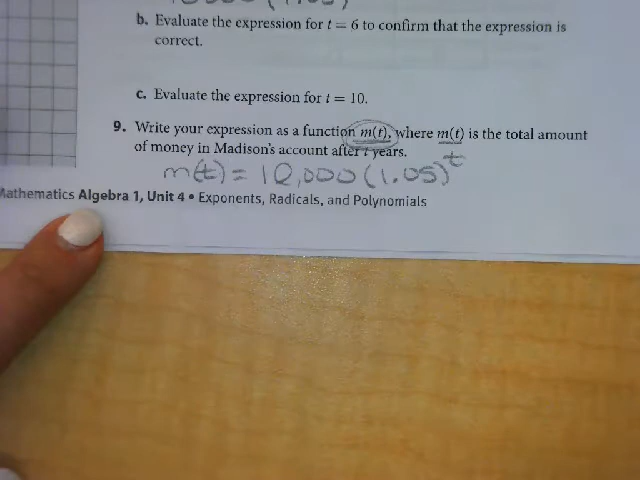 b. Evaluate the expression for t = 6 to confirm that the expression is
correct.
c. Evaluate the expression for t = 10.
9. Write your expression as a function m(t), where m(t) is the total amount
of money in Madison's account after t years.
m(t) = 10,000 (1.05)^t
Mathematics Algebra 1, Unit 4 • Exponents, Radicals, and Polynomials